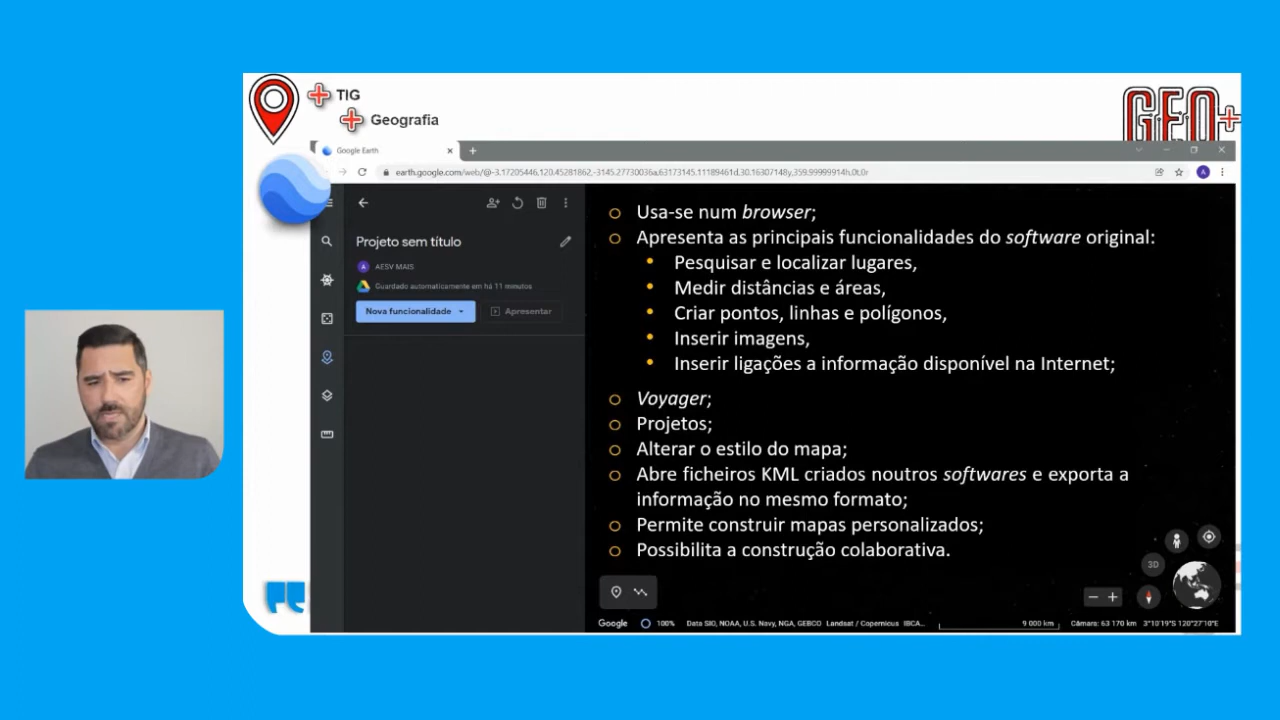 TIG
Geografia
GEO+
Google Earth
earth.google.com/web/@-3.17205446,120.45281862,-3145.27730036a,63173145.11189461d,30.16307148y,359.99999914h,0t,0r
A
Projeto sem título
A AESV MAIS
Guardado automaticamente em há 11 minutos
Nova funcionalidade
Apresentar
Usa-se num browser;
Apresenta as principais funcionalidades do software original:
Pesquisar e localizar lugares,
Medir distâncias e áreas,
Criar pontos, linhas e polígonos,
Inserir imagens,
Inserir ligações a informação disponível na Internet;
Voyager;
Projetos;
Alterar o estilo do mapa;
Abre ficheiros KML criados noutros softwares e exporta a
informação no mesmo formato;
Permite construir mapas personalizados;
Possibilita a construção colaborativa.
3D
Google 100% Data SIO, NOAA, U.S. Navy, NGA, GEBCO Landsat / Copernicus IBCA... 9 000 km Câmara: 63 170 km 3°10'19"S 120°27'10"E